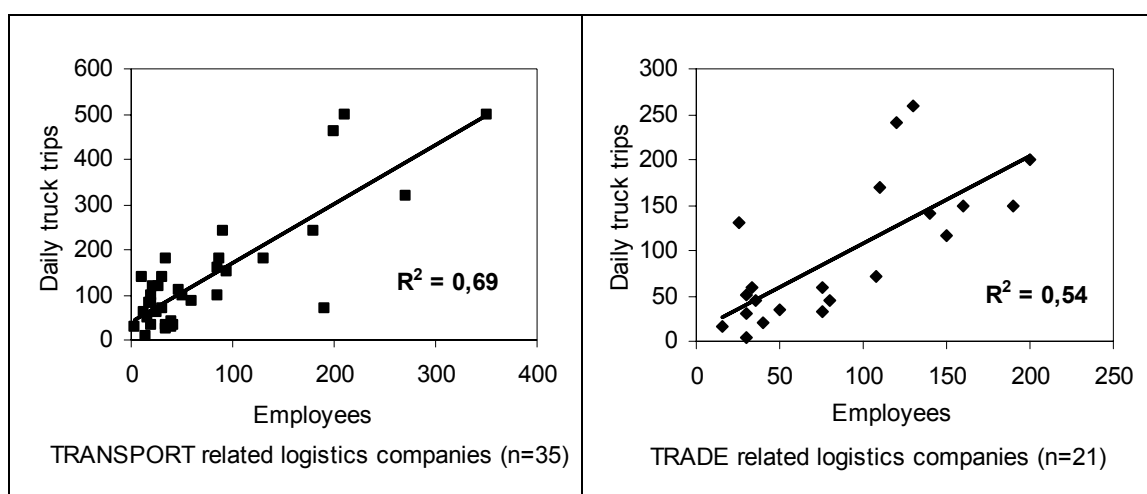 600
500
400
300
200
100
0
Daily truck trips
R² = 0,69
0 100 200 300 400
Employees
TRANSPORT related logistics companies (n=35)
300
250
200
150
100
50
0
Daily truck trips
R² = 0,54
0 50 100 150 200 250
Employees
TRADE related logistics companies (n=21)